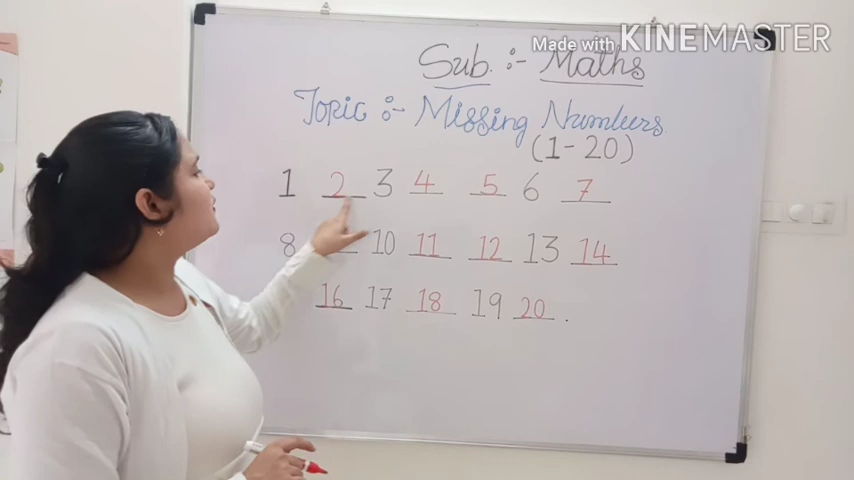 Made with KINEMASTER
Sub. :- Maths
Topic :- Missing Numbers
(1-20)
1 2 3 4 5 6 7
8 10 11 12 13 14
16 17 18 19 20.